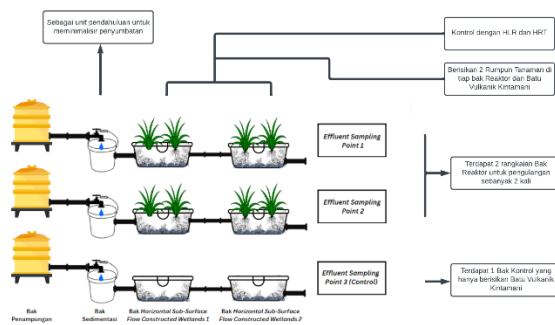 Sebagai unit pendahuluan untuk
meminimalisir penyumbatan
Kontrol dengan HLR dan HRT
Berisikan 2 Rumpun Tanaman di
tiap bak Reaktor dan Batu
Vulkanik Kintamani
Effluent Sampling
Point 1
Terdapat 2 rangkaian Bak
Reaktor untuk pengulangan
sebanyak 2 kali
Effluent Sampling
Point 2
Effluent Sampling
Point 3 (Control)
Terdapat 1 Bak Kontrol yang
hanya berisikan Batu Vulkanik
Kintamani
Bak
Penampungan
Bak
Sedimentasi
Bak Horizontal Sub-Surface
Flow Constructed Wetlands 1
Bak Horizontal Sub-Surface
Flow Constructed Wetlands 2